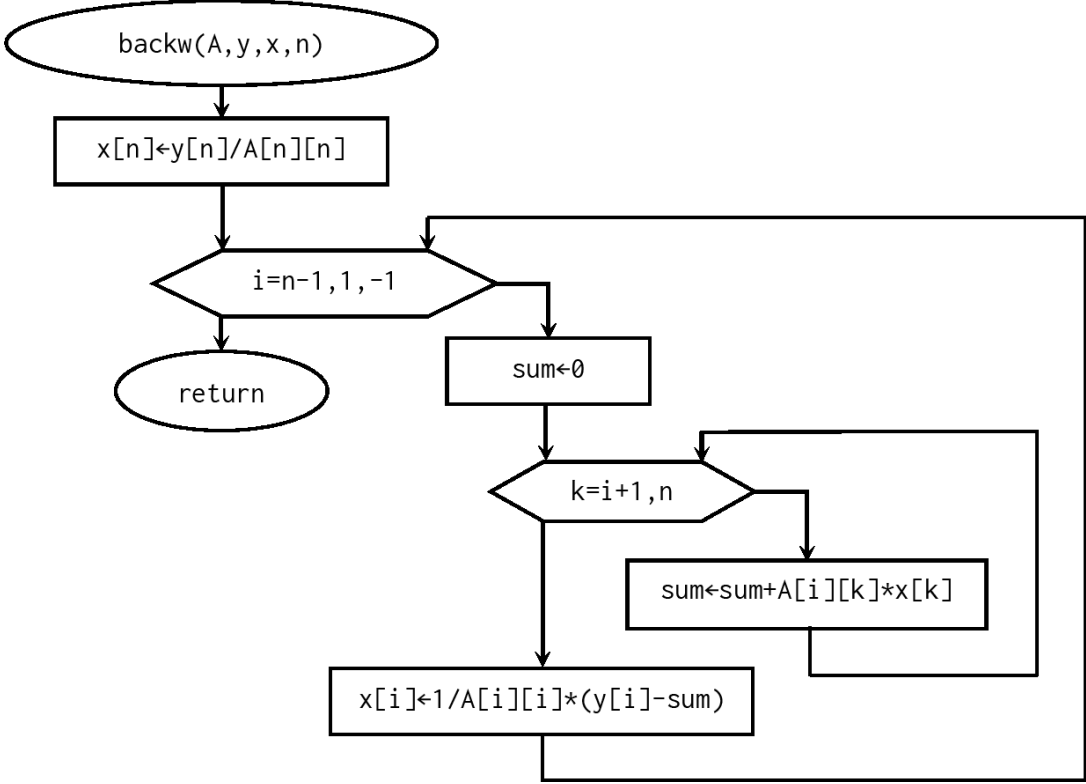 backw(A,y,x,n)
x[n]←y[n]/A[n][n]
i=n-1,1,-1
return
sum←0
k=i+1,n
sum←sum+A[i][k]*x[k]
x[i]←1/A[i][i]*(y[i]-sum)